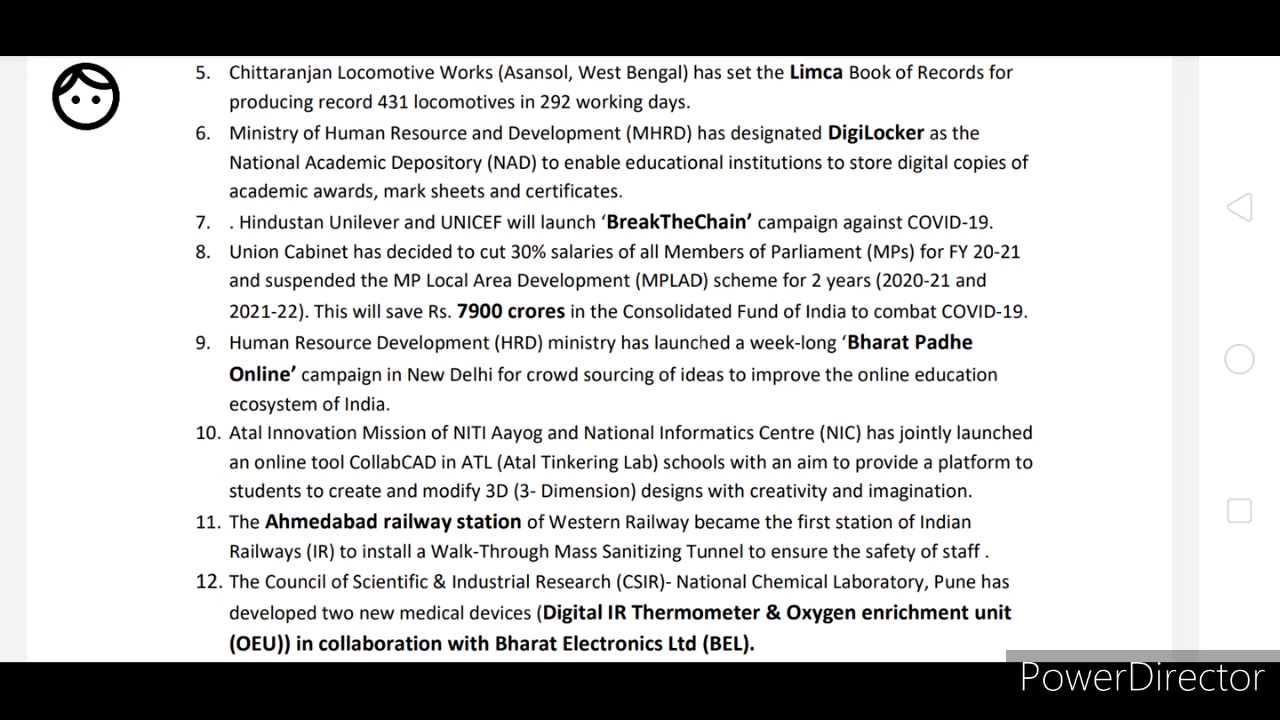 5. Chittaranjan Locomotive Works (Asansol, West Bengal) has set the Limca Book of Records for
producing record 431 locomotives in 292 working days.
6. Ministry of Human Resource and Development (MHRD) has designated DigiLocker as the
National Academic Depository (NAD) to enable educational institutions to store digital copies of
academic awards, mark sheets and certificates.
7. . Hindustan Unilever and UNICEF will launch ‘BreakTheChain’ campaign against COVID-19.
8. Union Cabinet has decided to cut 30% salaries of all Members of Parliament (MPs) for FY 20-21
and suspended the MP Local Area Development (MPLAD) scheme for 2 years (2020-21 and
2021-22). This will save Rs. 7900 crores in the Consolidated Fund of India to combat COVID-19.
9. Human Resource Development (HRD) ministry has launched a week-long ‘Bharat Padhe
Online’ campaign in New Delhi for crowd sourcing of ideas to improve the online education
ecosystem of India.
10. Atal Innovation Mission of NITI Aayog and National Informatics Centre (NIC) has jointly launched
an online tool CollabCAD in ATL (Atal Tinkering Lab) schools with an aim to provide a platform to
students to create and modify 3D (3- Dimension) designs with creativity and imagination.
11. The Ahmedabad railway station of Western Railway became the first station of Indian
Railways (IR) to install a Walk-Through Mass Sanitizing Tunnel to ensure the safety of staff .
12. The Council of Scientific & Industrial Research (CSIR)- National Chemical Laboratory, Pune has
developed two new medical devices (Digital IR Thermometer & Oxygen enrichment unit
(OEU)) in collaboration with Bharat Electronics Ltd (BEL).
PowerDirector